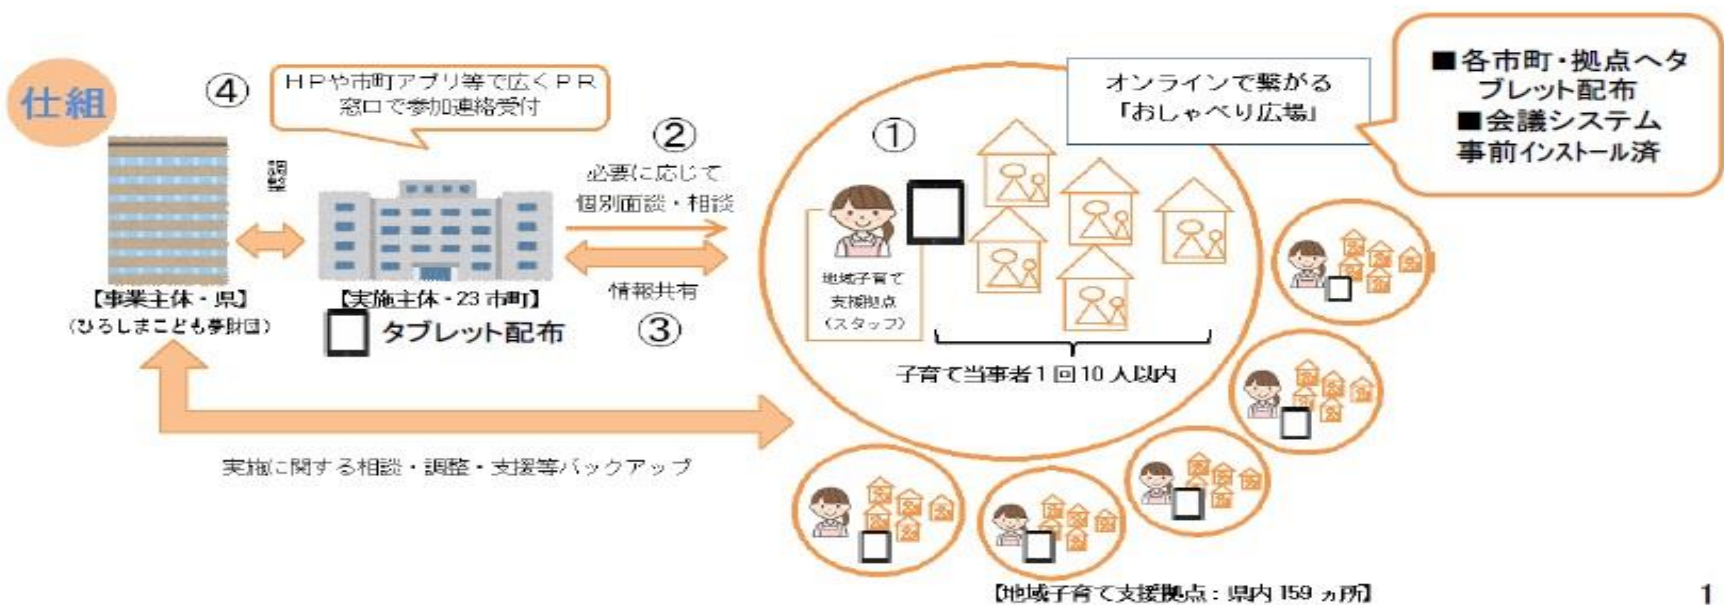 仕組
④
ＨＰや市町アプリ等で広くＰＲ
窓口で参加連絡受付
調整
【事業主体・県】
（ひろしまこども夢財団）
【実施主体・23 市町】
タブレット配布
②
必要に応じて
個別面談・相談
情報共有
③
実施に関する相談・調整・支援等バックアップ
①
オンラインで繋がる
「おしゃべり広場」
■各市町・拠点へタ
ブレット配布
■会議システム
事前インストール済
地域子育て
支援拠点
（スタッフ）
子育て当事者１回10 人以内
【地域子育て支援拠点：県内 159 ヵ所】
1